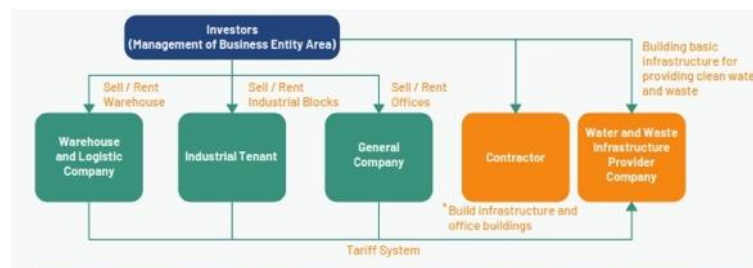 Investors
(Management of Business Entity Area)
Building basic
infrastructure for
providing clean wate
and waste
Sell / Rent
Warehouse
Sell / Rent
Industrial Blocks
Sell / Rent
Offices
Warehouse
and Logistic
Company
Industrial Tenant
General
Company
Contractor
Water and Waste
Infrastructure
Provider
Company
*Build infrastructure and
office buildings
Tariff System